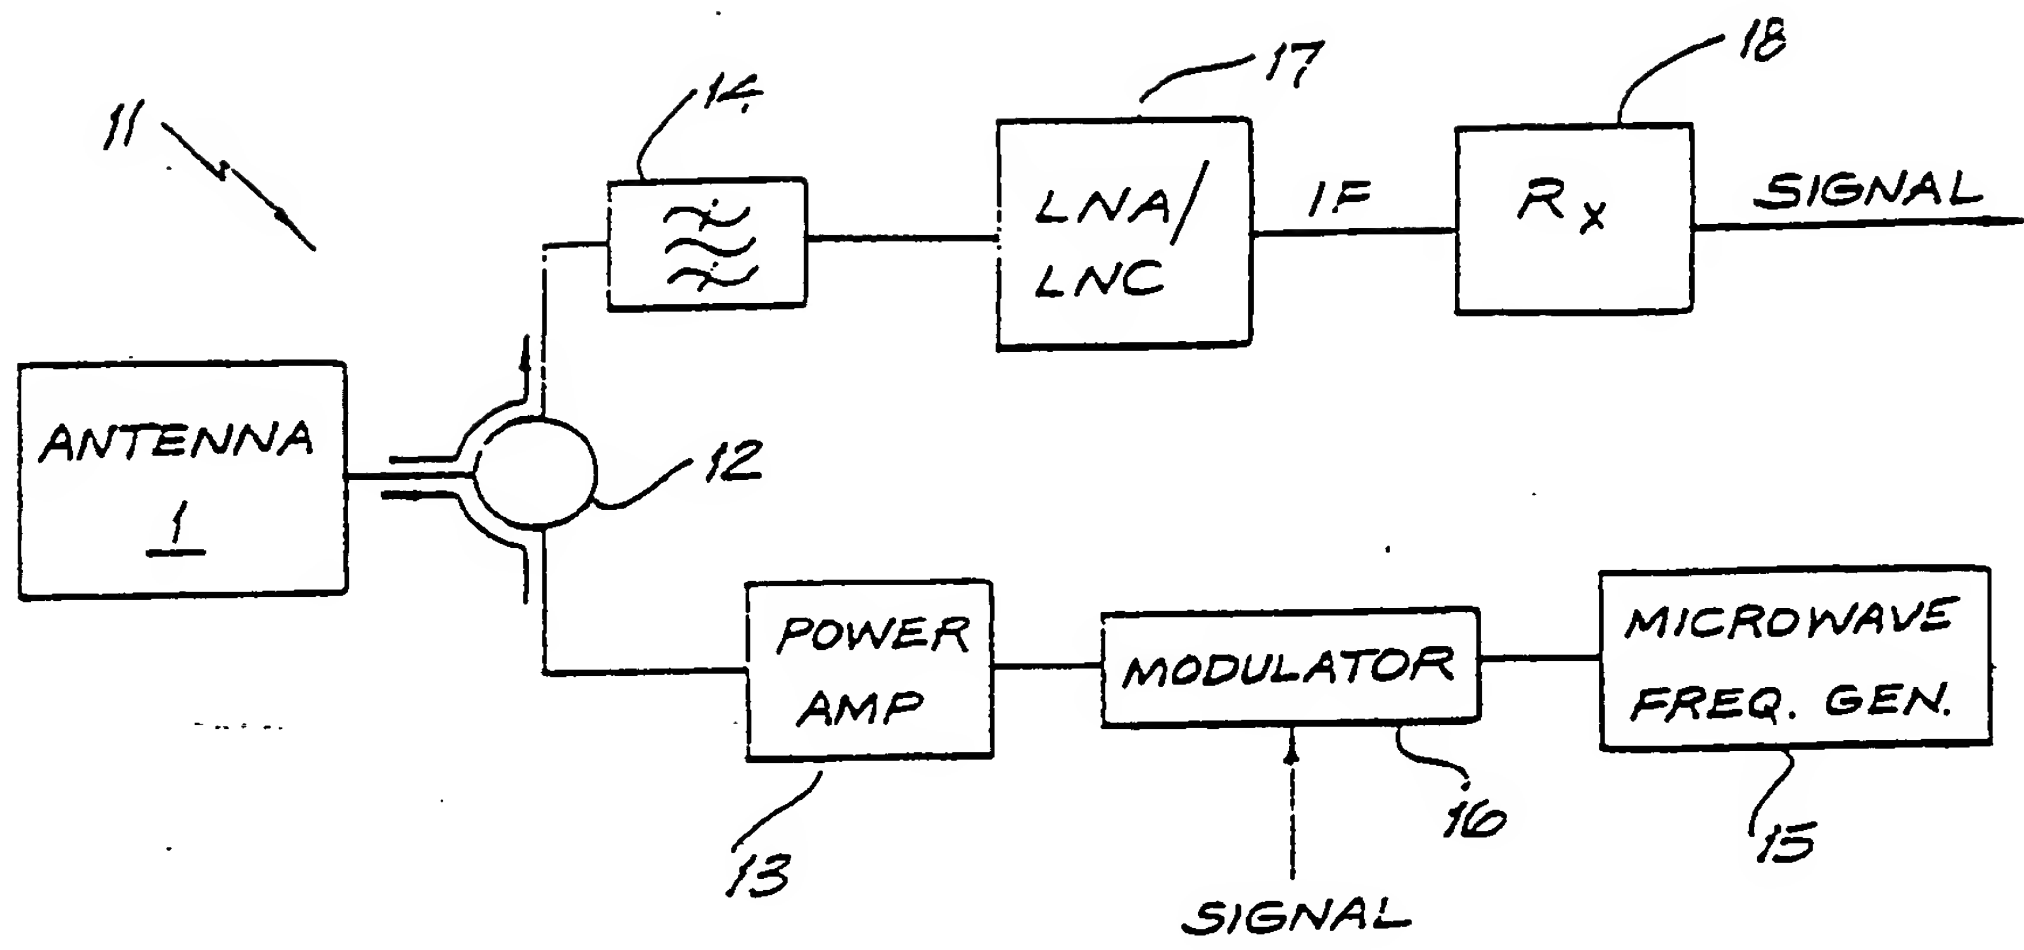 11
14
17
18
LNA/
LNC
IF
Rx
SIGNAL
ANTENNA
1
12
POWER
AMP
MODULATOR
MICROWAVE
FREQ. GEN.
13
16
15
SIGNAL